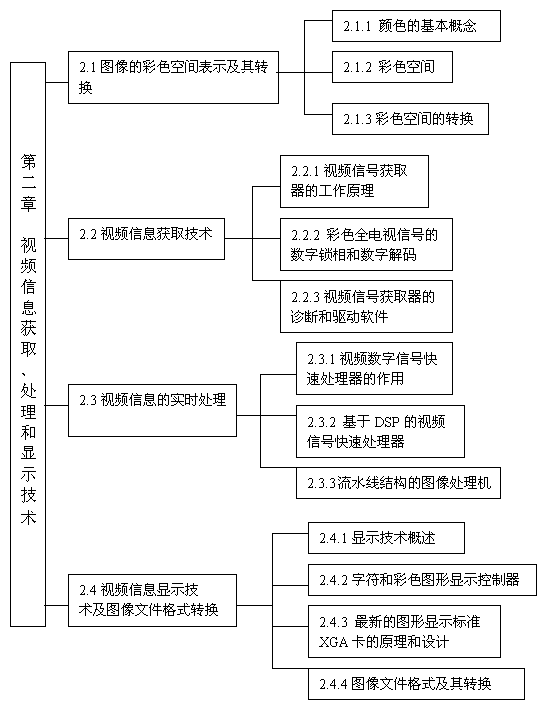 第二章 视频信息获取、处理和显示技术
2.1 图像的彩色空间表示及其转
换
2.1.1 颜色的基本概念
2.1.2 彩色空间
2.1.3 彩色空间的转换
2.2 视频信息获取技术
2.2.1 视频信号获取
器的工作原理
2.2.2 彩色全电视信号的
数字锁相和数字解码
2.2.3 视频信号获取器的
诊断和驱动软件
2.3 视频信息的实时处理
2.3.1 视频数字信号快
速处理器的作用
2.3.2 基于 DSP 的视频
信号快速处理器
2.3.3流水线结构的图像处理机
2.4 视频信息显示技
术及图像文件格式转换
2.4.1 显示技术概述
2.4.2 字符和彩色图形显示控制器
2.4.3 最新的图形显示标准
XGA 卡的原理和设计
2.4.4 图像文件格式及其转换